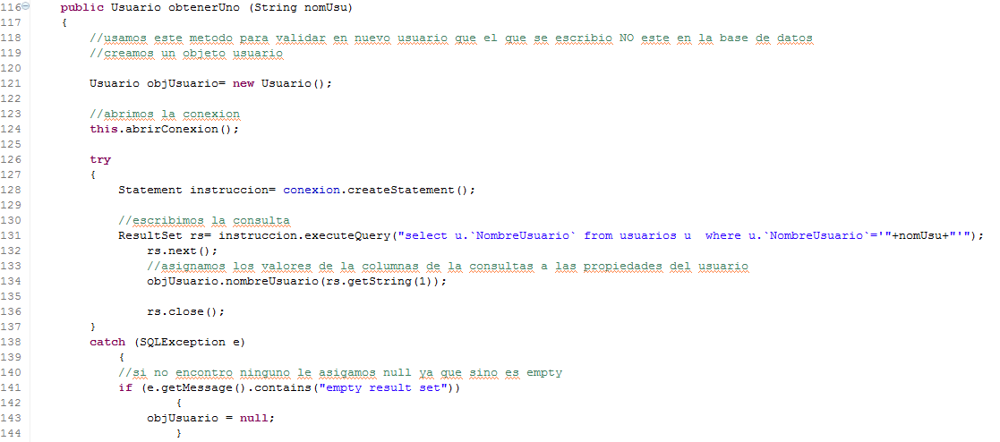 116 public Usuario obtenerUno (String nomUsu)
117 {
118 //usamos este metodo para validar en nuevo usuario que el que se escribio NO este en la base de datos
119 //creamos un objeto usuario
120
121 Usuario objUsuario= new Usuario();
122
123 //abrimos la conexion
124 this.abrirConexion();
125
126 try
127 {
128 Statement instruccion= conexion.createStatement();
129
130 //escribimos la consulta
131 ResultSet rs= instruccion.executeQuery("select u.`NombreUsuario` from usuarios u  where u.`NombreUsuario`='"+nomUsu+"'");
132 rs.next();
133 //asignamos los valores de la columnas de la consultas a las propiedades del usuario
134 objUsuario.nombreUsuario(rs.getString(1));
135
136 rs.close();
137 }
138 catch (SQLException e)
139 {
140 //si no encontro ninguno le asigamos null ya que sino es empty
141 if (e.getMessage().contains("empty result set"))
142 {
143 objUsuario = null;
144 }